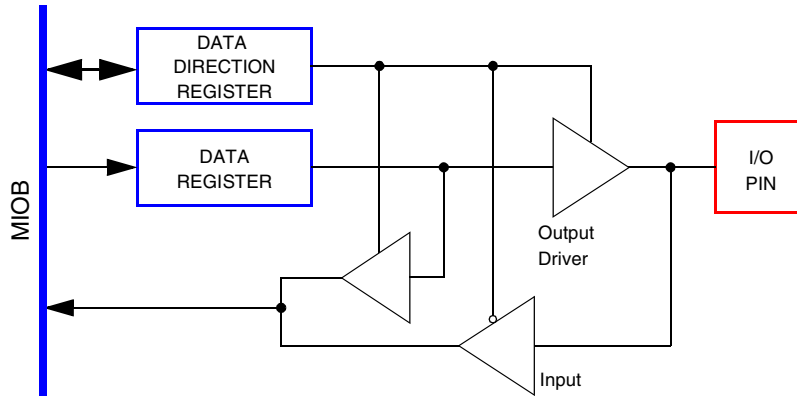 DATA
DIRECTION
REGISTER
DATA
REGISTER
I/O
PIN
MIOB
Output
Driver
Input